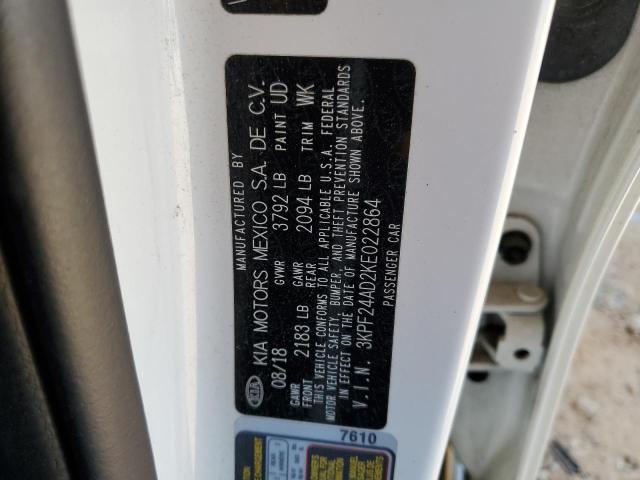 MANUFACTURED BY
KIA KIA MOTORS MEXICO S.A. DE C.V.
08/18 GVWR 3792 LB PAINT UD
GAWR FRONT 2183 LB GAWR REAR 2094 LB TRIM WK
THIS VEHICLE CONFORMS TO ALL APPLICABLE U.S.A. FEDERAL
MOTOR VEHICLE SAFETY, BUMPER, AND THEFT PREVENTION STANDARDS
IN EFFECT ON THE DATE OF MANUFACTURE SHOWN ABOVE.
V.I.N. 3KPF24AD2KE022864
PASSENGER CAR
7610